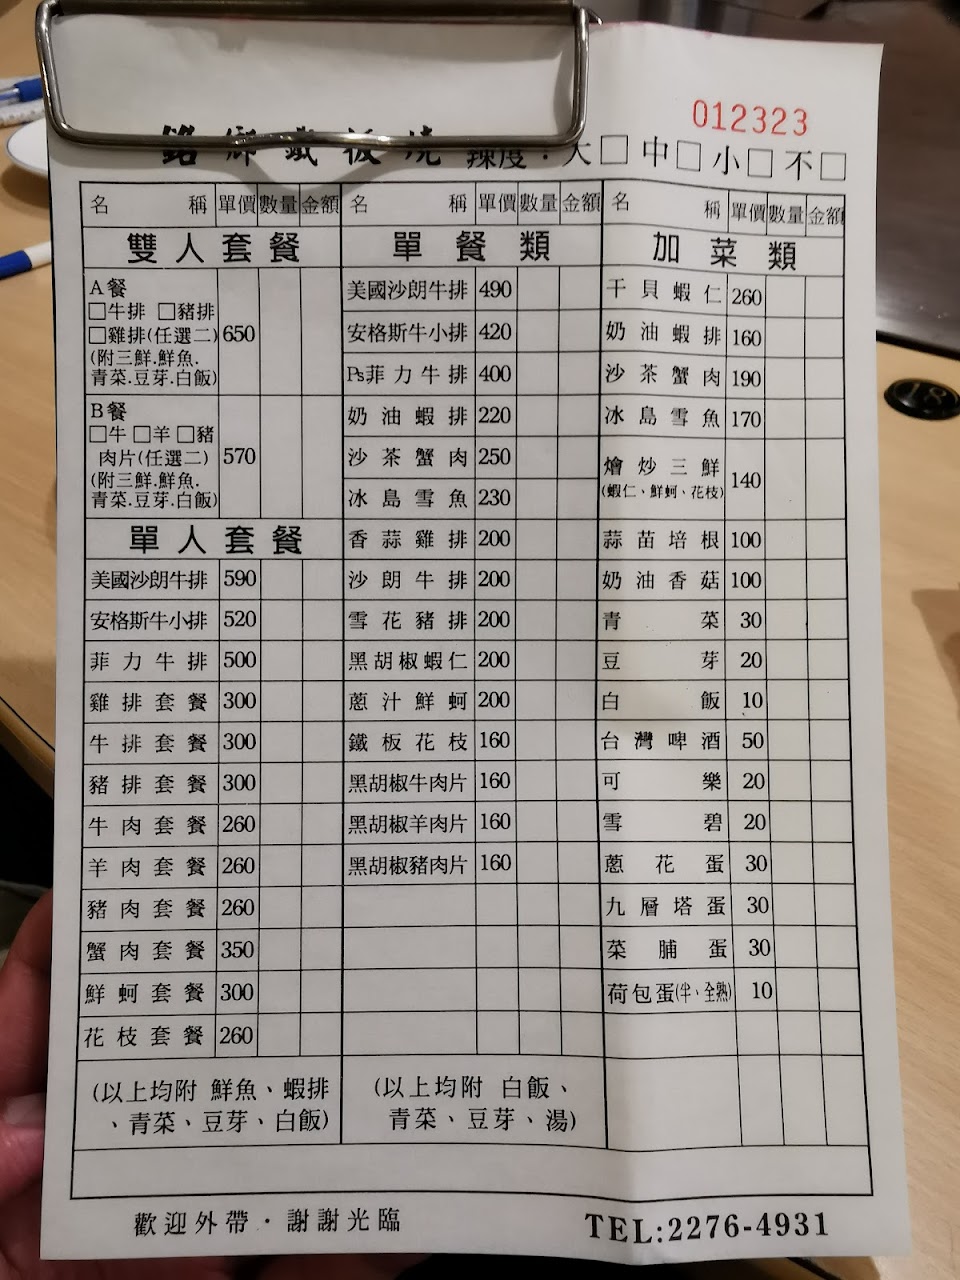 012323
鐵板燒 辣度：大□ 中□ 小□ 不□
名稱 單價 數量 金額 名稱 單價 數量 金額 名稱 單價 數量 金額
雙人套餐
A餐
□牛排 □豬排
□雞排(任選二) 650
(附三鮮.鮮魚.
青菜.豆芽.白飯)
B餐
□牛 □羊 □豬
肉片(任選二) 570
(附三鮮.鮮魚.
青菜.豆芽.白飯)
單人套餐
美國沙朗牛排 590
安格斯牛小排 520
菲力牛排 500
雞排套餐 300
牛排套餐 300
豬排套餐 300
牛肉套餐 260
羊肉套餐 260
豬肉套餐 260
蟹肉套餐 350
鮮蚵套餐 300
花枝套餐 260
(以上均附 鮮魚、蝦排
、青菜、豆芽、白飯)
單餐類
美國沙朗牛排 490
安格斯牛小排 420
Ps菲力牛排 400
奶油蝦排 220
沙茶蟹肉 250
冰島雪魚 230
香蒜雞排 200
沙朗牛排 200
雪花豬排 200
黑胡椒蝦仁 200
蔥汁鮮蚵 200
鐵板花枝 160
黑胡椒牛肉片 160
黑胡椒羊肉片 160
黑胡椒豬肉片 160
(以上均附 白飯、
青菜、豆芽、湯)
加菜類
干貝蝦仁 260
奶油蝦排 160
沙茶蟹肉 190
冰島雪魚 170
燴炒三鮮 140
(蝦仁、鮮蚵、花枝)
蒜苗培根 100
奶油香菇 100
青菜 30
豆芽 20
白飯 10
台灣啤酒 50
可樂 20
雪碧 20
蔥花蛋 30
九層塔蛋 30
菜脯蛋 30
荷包蛋(半、全熟) 10
歡迎外帶·謝謝光臨
TEL:2276-4931
18